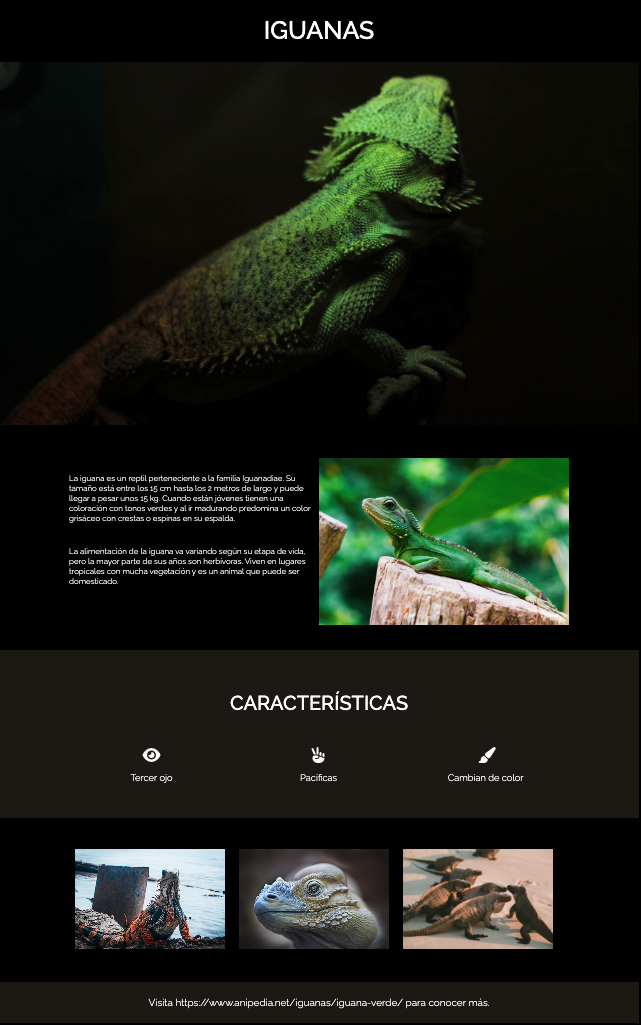 IGUANAS
La iguana es un reptil perteneciente a la familia Iguanadiae. Su
tamaño está entre los 15 cm hasta los 2 metros de largo y puede
llegar a pesar unos 15 kg. Cuando están jóvenes tienen una
coloración con tonos verdes y al ir madurando predomina un color
grisáceo con crestas o espinas en su espalda.
La alimentación de la iguana va variando según su etapa de vida,
pero la mayor parte de sus años son herbívoras. Viven en lugares
tropicales con mucha vegetación y es un animal que puede ser
domesticado.
CARACTERÍSTICAS
Tercer ojo
Pacificas
Cambian de color
Visita https://www.anipedia.net/iguanas/iguana-verde/ para conocer más.